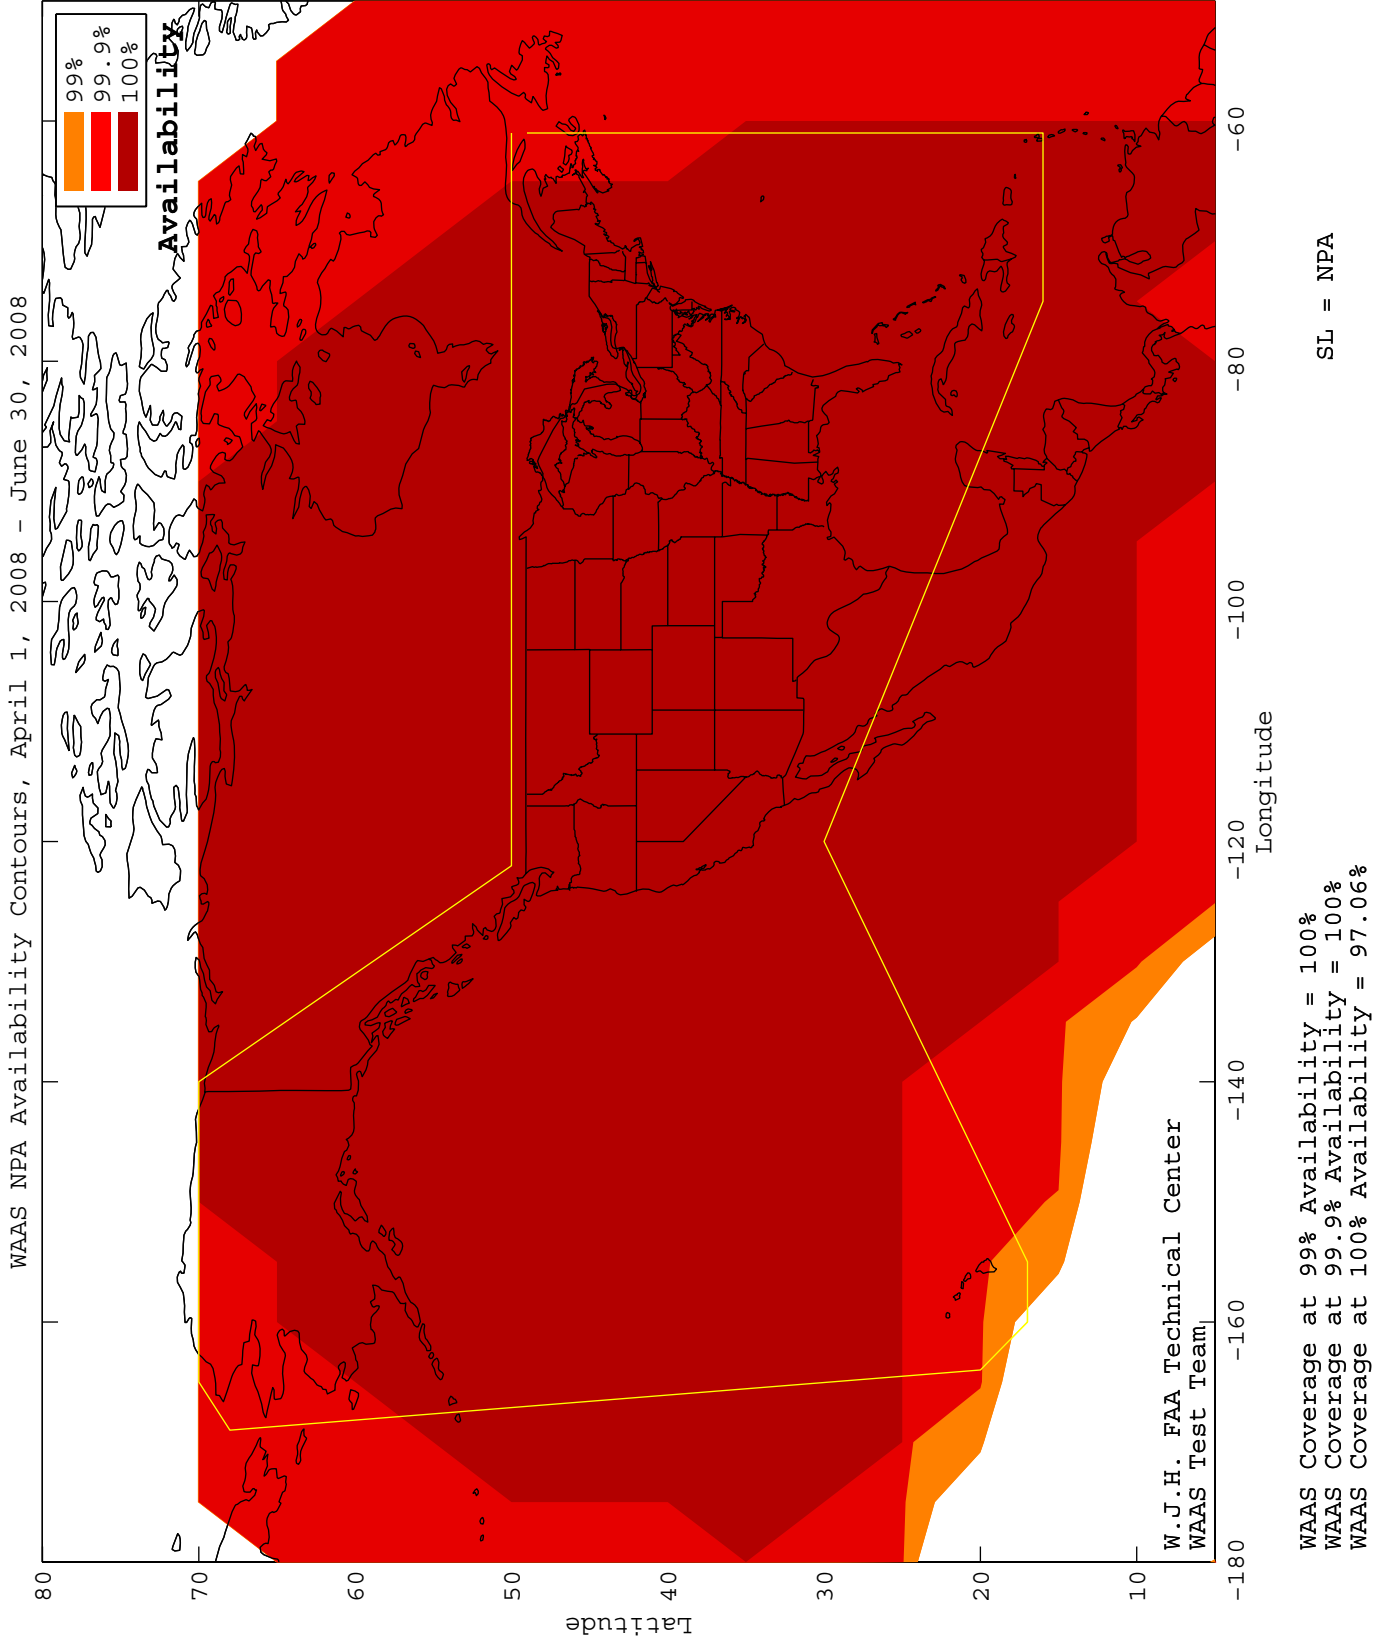 WAAS NPA Availability Contours, April 1, 2008 - June 30, 2008
99%
99.9%
100%
Availability
80
70
60
50
40
30
20
10
Latitude
-180
-160
-140
-120
-100
-80
-60
Longitude
W.J.H. FAA Technical Center
WAAS Test Team
SL = NPA
WAAS Coverage at 99% Availability = 100%
WAAS Coverage at 99.9% Availability = 100%
WAAS Coverage at 100% Availability = 97.06%